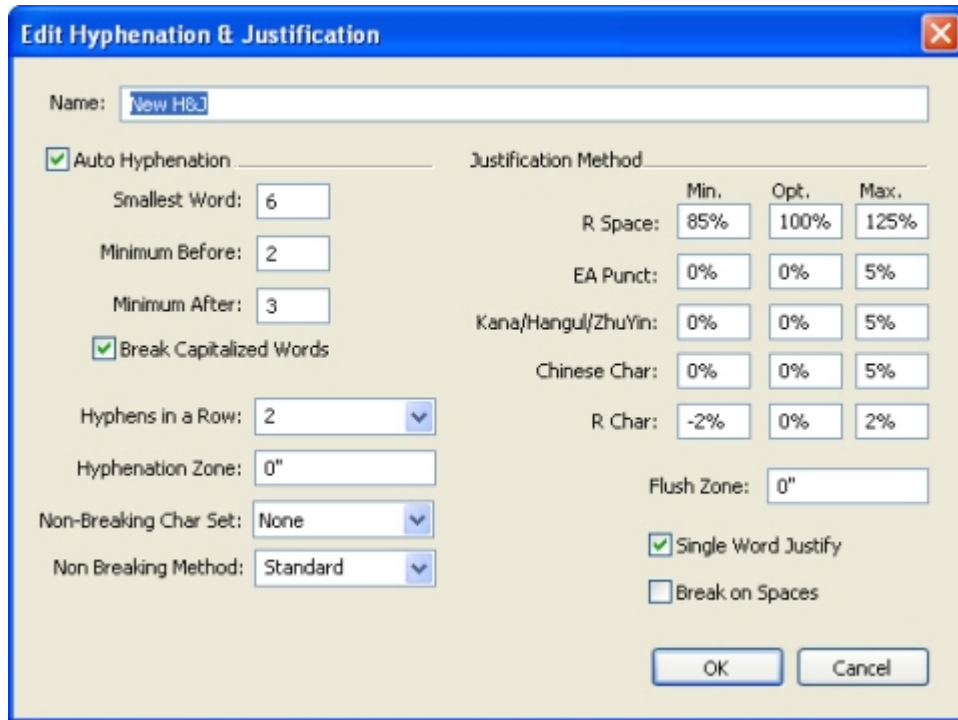 Edit Hyphenation & Justification
Name: New H&J
Auto Hyphenation
Smallest Word: 6
Minimum Before: 2
Minimum After: 3
Break Capitalized Words
Hyphens in a Row: 2
Hyphenation Zone: 0"
Non-Breaking Char Set: None
Non Breaking Method: Standard
Justification Method
Min. Opt. Max.
R Space: 85% 100% 125%
EA Punct: 0% 0% 5%
Kana/Hangul/ZhuYin: 0% 0% 5%
Chinese Char: 0% 0% 5%
R Char: -2% 0% 2%
Flush Zone: 0"
Single Word Justify
Break on Spaces
OK Cancel